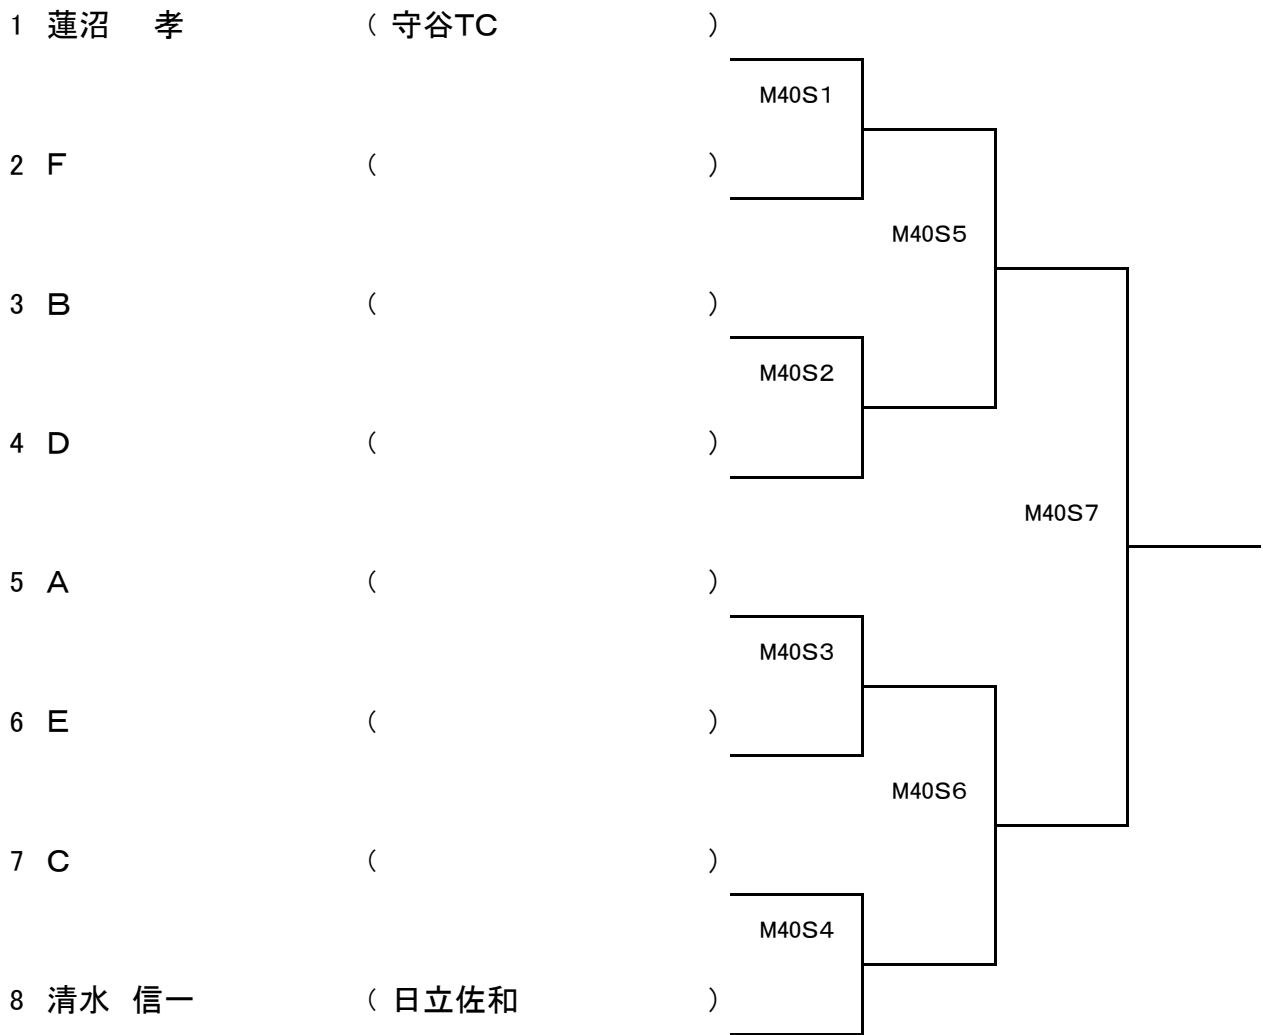 1 蓮沼　孝 ( 守谷TC )
M40S1
2 F ( )
M40S5
3 B ( )
M40S2
4 D ( )
M40S7
5 A ( )
M40S3
6 E ( )
M40S6
7 C ( )
M40S4
8 清水　信一 ( 日立佐和 )